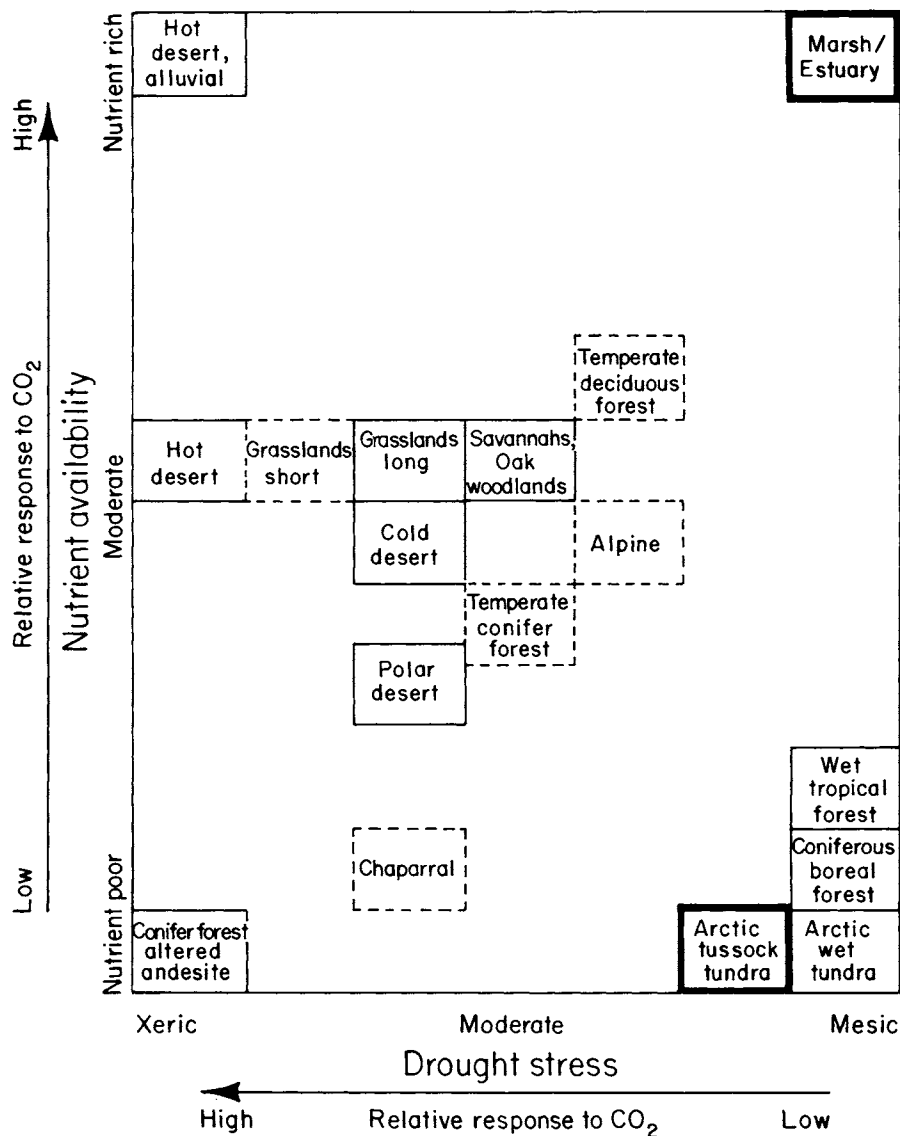 Hot
desert,
alluvial
Marsh/
Estuary
Nutrient rich
High
Temperate
deciduous
forest
Relative response to CO₂
Nutrient availability
Moderate
Hot
desert
Grasslands
short
Grasslands
long
Savannahs,
Oak
woodlands
Cold
desert
Alpine
Temperate
conifer
forest
Polar
desert
Wet
tropical
forest
Chaparral
Coniferous
boreal
forest
Low
Nutrient poor
Conifer forest
altered
andesite
Arctic
tussock
tundra
Arctic
wet
tundra
Xeric Moderate Mesic
Drought stress
High Relative response to CO₂ Low